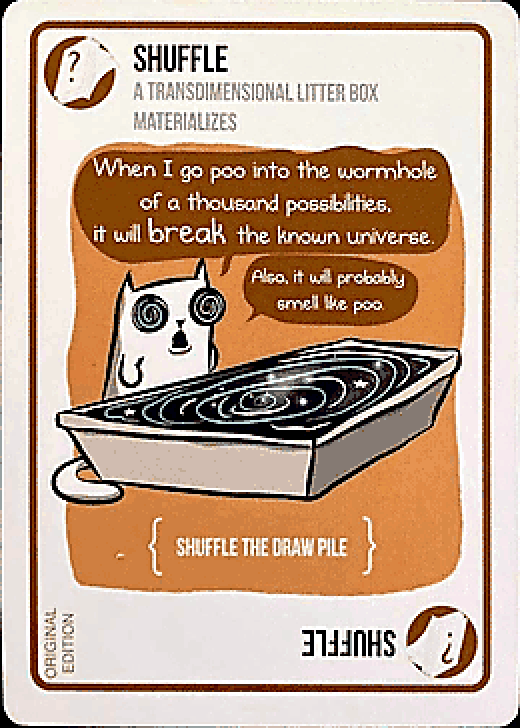 ?
SHUFFLE
A TRANSDIMENSIONAL LITTER BOX
MATERIALIZES
When I go poo into the wormhole
of a thousand possibilities,
it will break the known universe.
Also, it will probably
smell like poo.
{ SHUFFLE THE DRAW PILE }
ORIGINAL
EDITION
SHUFFLE
?